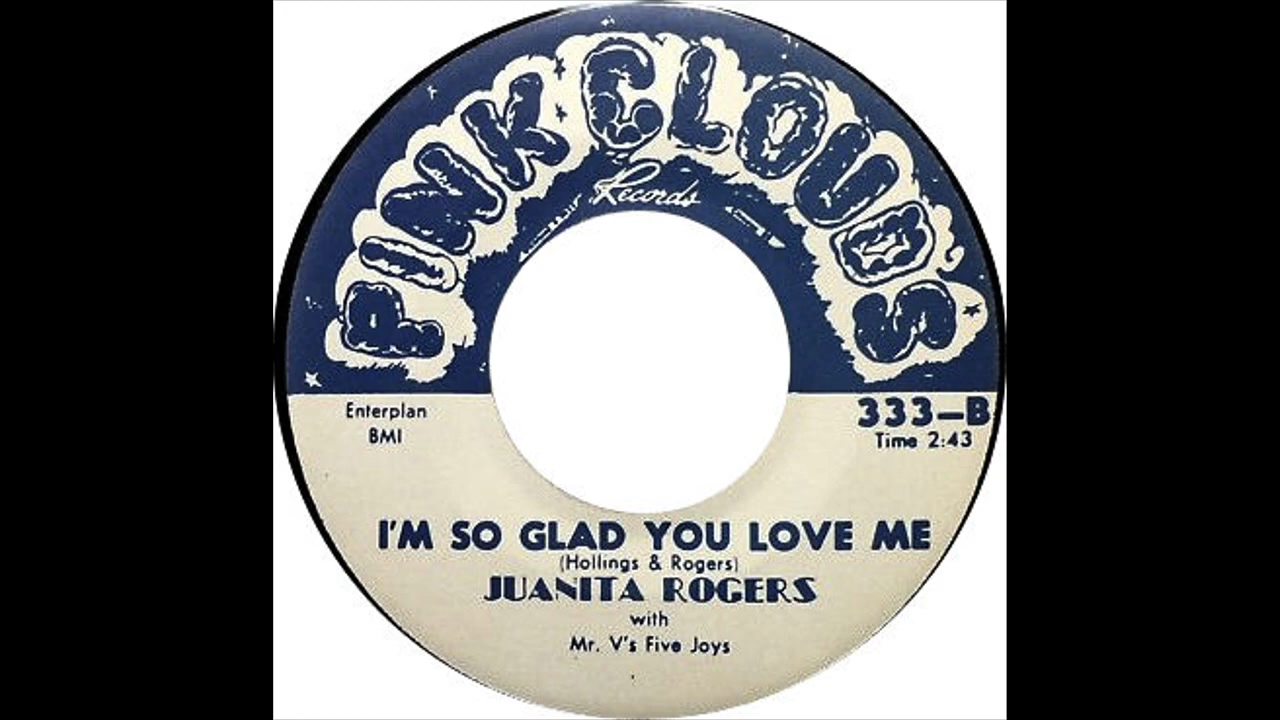 PINK CLOUDS
Records
Enterplan
BMI
333-B
Time 2:43
I'M SO GLAD YOU LOVE ME
(Hollings & Rogers)
JUANITA ROGERS
with
Mr. V's Five Joys